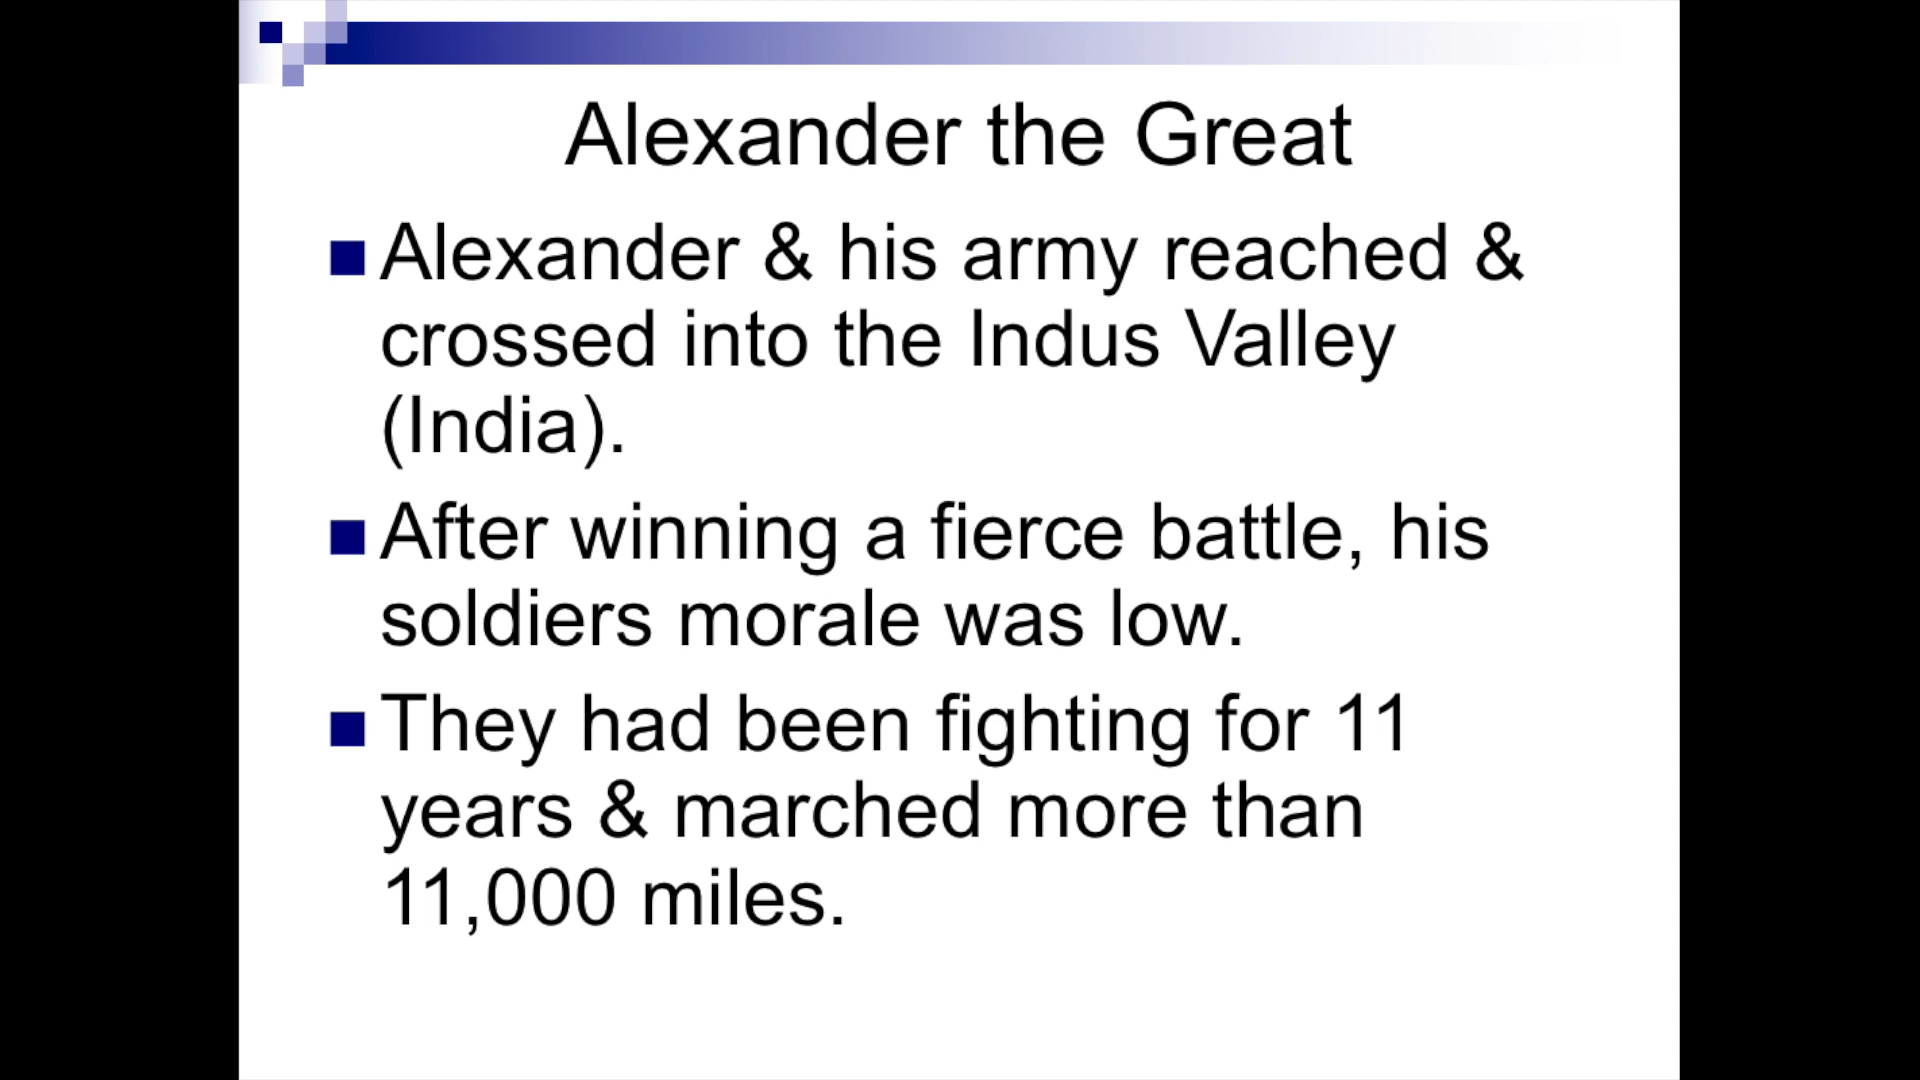 Alexander the Great
Alexander & his army reached &
crossed into the Indus Valley
(India).
After winning a fierce battle, his
soldiers morale was low.
They had been fighting for 11
years & marched more than
11,000 miles.